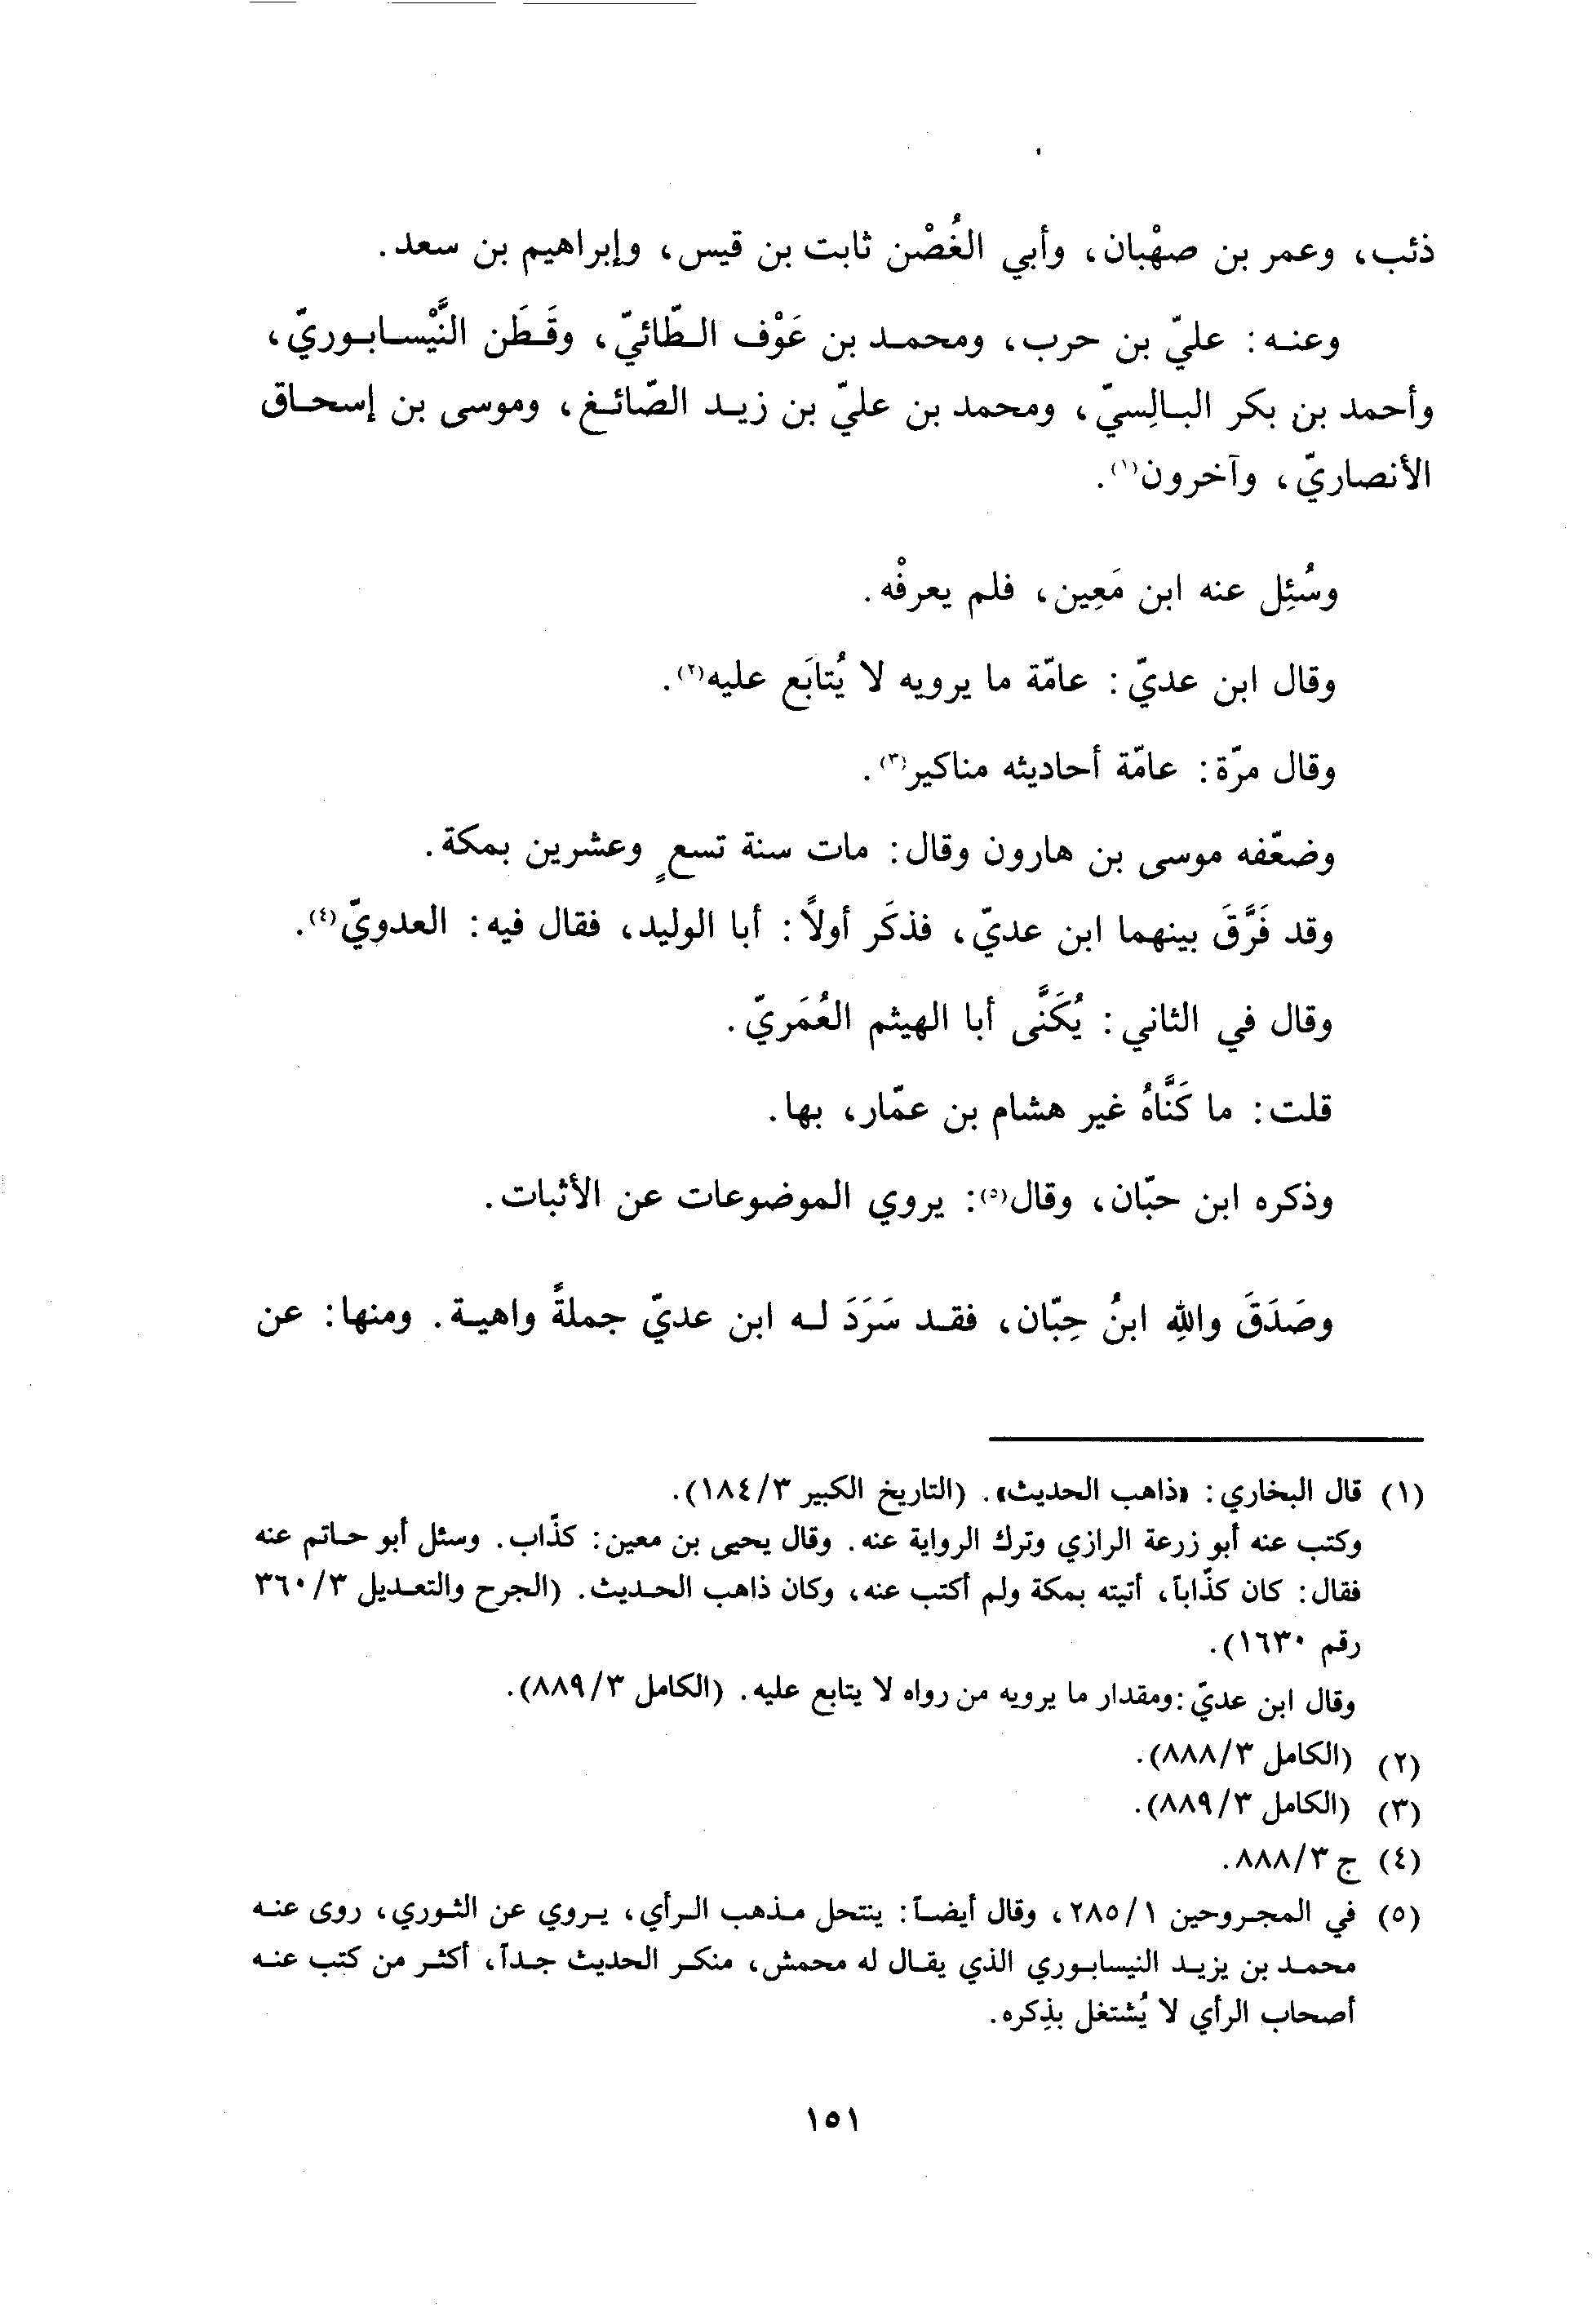 ذئب، وعمر بن صهْبان، وأبي الغُصْن ثابت بن قيس، وإبراهيم بن سعد.
وعنه: عليّ بن حرب، ومحمد بن عَوْف الطّائيّ، وقَطَن النَّيْسابوريّ،
وأحمد بن بكر البالِسيّ، ومحمد بن عليّ بن زيد الصّائغ، وموسى بن إسحاق
الأنصاريّ، وآخرون(١).
وسُئِل عنه ابن مَعِين، فلم يعرفْه.
وقال ابن عديّ: عامّة ما يرويه لا يُتابَع عليه(٢).
وقال مرّة: عامّة أحاديثه مناكير(٣).
وضعّفه موسى بن هارون وقال: مات سنة تسعٍ وعشرين بمكة.
وقد فَرَّقَ بينهما ابن عديّ، فذكَر أولاً: أبا الوليد، فقال فيه: العدويّ(٤).
وقال في الثاني: يُكَنَّى أبا الهيثم العُمَريّ.
قلت: ما كَنَّاهُ غير هشام بن عمّار، بها.
وذكره ابن حبّان، وقال(٥): يروي الموضوعات عن الأثبات.
وصَدَقَ واللهِ ابنُ حِبّان، فقد سَرَدَ له ابن عديّ جملةً واهية. ومنها: عن
(١) قال البخاري: «ذاهب الحديث». (التاريخ الكبير ١٨٤/٣).
وكتب عنه أبو زرعة الرازي وترك الرواية عنه. وقال يحيى بن معين: كذّاب. وسئل أبو حاتم عنه
فقال: كان كذّاباً، أتيته بمكة ولم أكتب عنه، وكان ذاهب الحديث. (الجرح والتعديل ٣٦٠/٣
رقم ١٦٣٠).
وقال ابن عديّ: ومقدار ما يرويه من رواه لا يتابع عليه. (الكامل ٨٨٩/٣).
(٢) (الكامل ٨٨٨/٣).
(٣) (الكامل ٨٨٩/٣).
(٤) ج ٨٨٨/٣.
(٥) في المجروحين ٢٨٥/١، وقال أيضاً: ينتحل مذهب الرأي، يروي عن الثوري، روى عنه
محمد بن يزيد النيسابوري الذي يقال له محمش، منكر الحديث جداً، أكثر من كتب عنه
أصحاب الرأي لا يُشتغل بذِكره.
١٥١